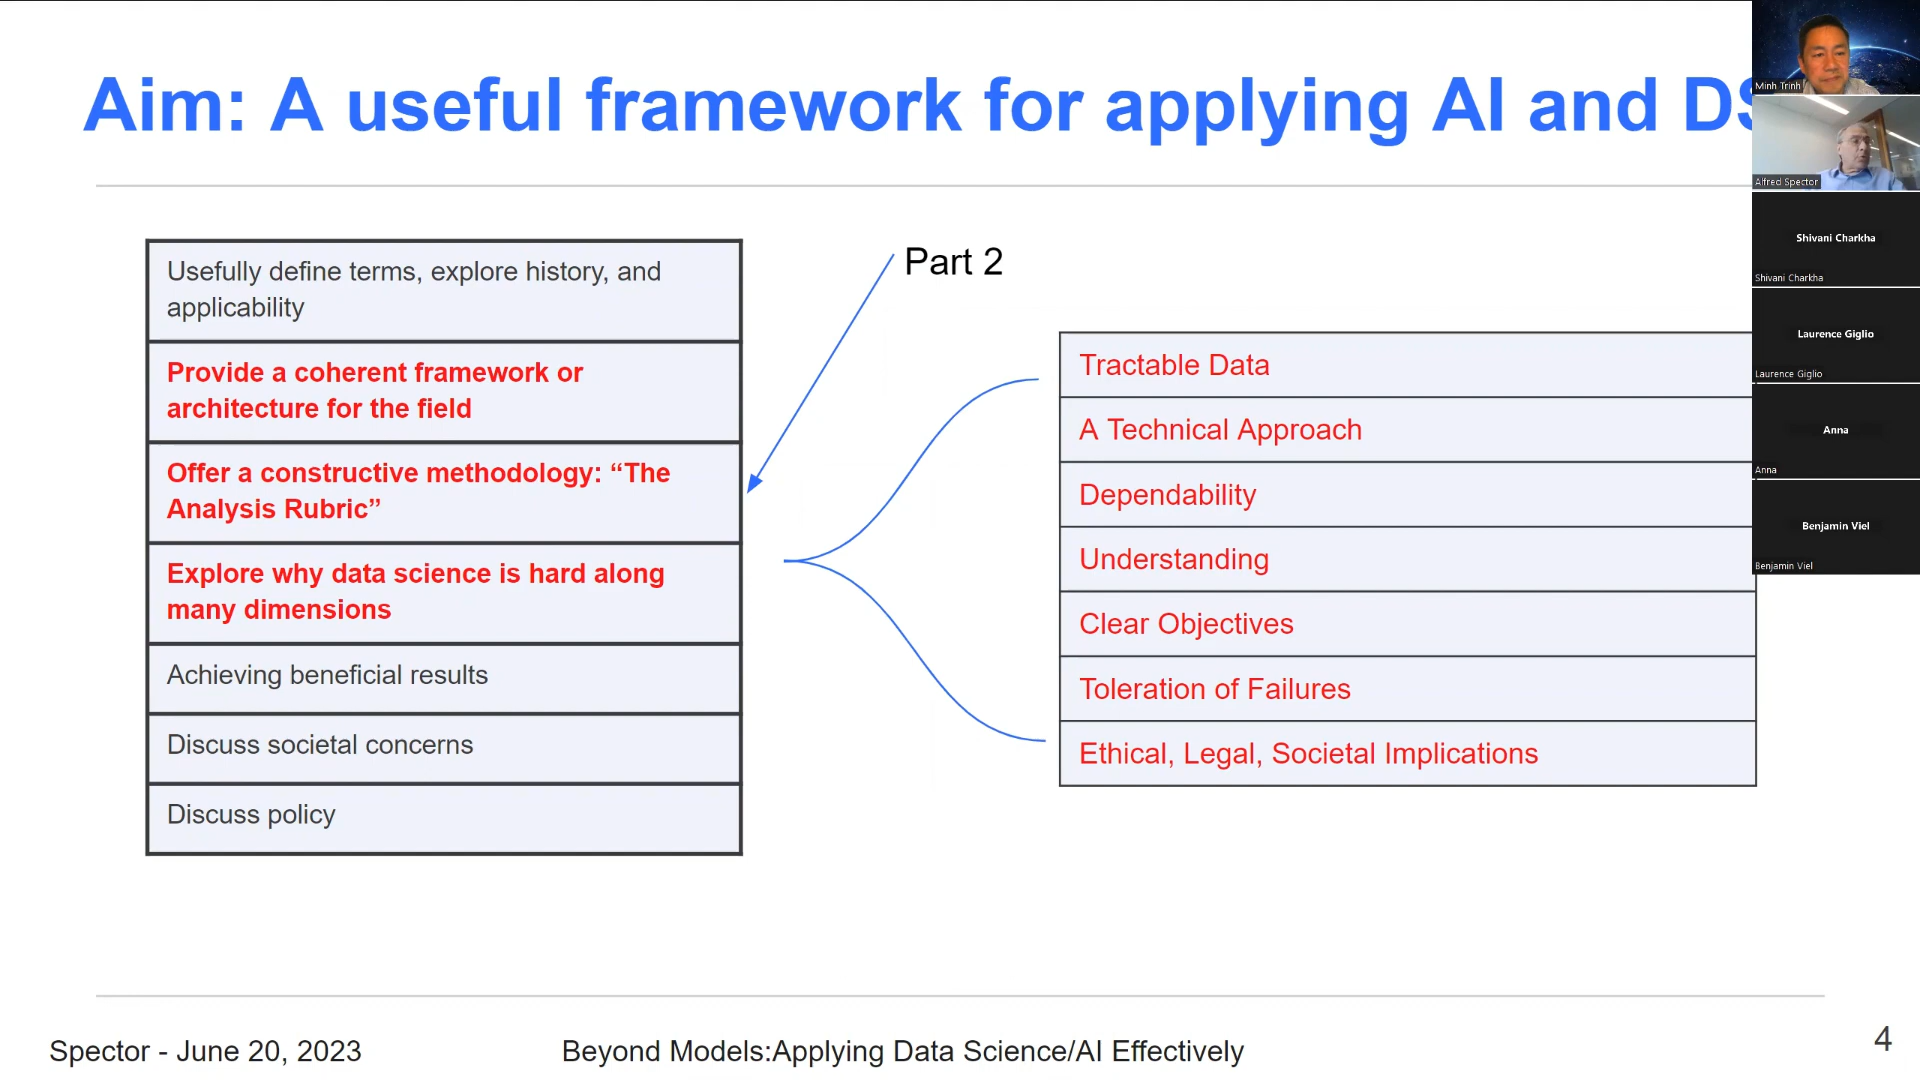 Aim: A useful framework for applying AI and DS
Usefully define terms, explore history, and
applicability
Provide a coherent framework or
architecture for the field
Offer a constructive methodology: “The
Analysis Rubric”
Explore why data science is hard along
many dimensions
Achieving beneficial results
Discuss societal concerns
Discuss policy
Part 2
Tractable Data
A Technical Approach
Dependability
Understanding
Clear Objectives
Toleration of Failures
Ethical, Legal, Societal Implications
Minh Trinh
Alfred Spector
Shivani Charkha
Shivani Charkha
Laurence Giglio
Laurence Giglio
Anna
Anna
Benjamin Viel
Benjamin Viel
Spector - June 20, 2023
Beyond Models:Applying Data Science/AI Effectively
4